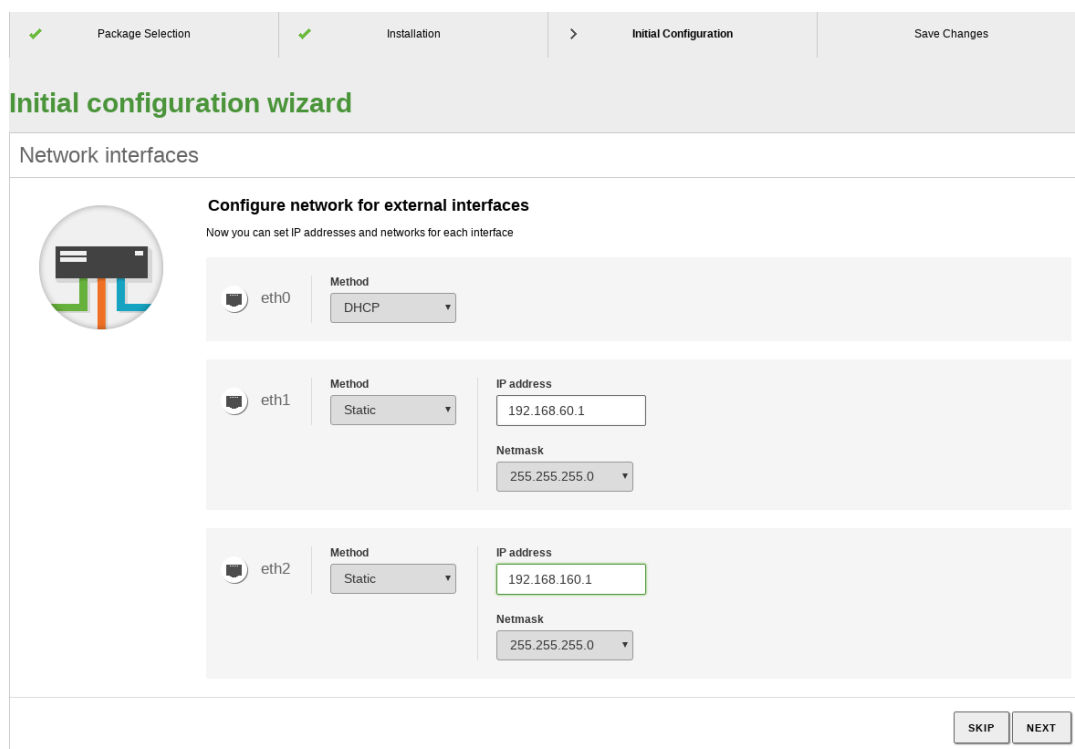 Package Selection
Installation
Initial Configuration
Save Changes
Initial configuration wizard
Network interfaces
Configure network for external interfaces
Now you can set IP addresses and networks for each interface
eth0
Method
DHCP
eth1
Method
Static
IP address
192.168.60.1
Netmask
255.255.255.0
eth2
Method
Static
IP address
192.168.160.1
Netmask
255.255.255.0
SKIP
NEXT